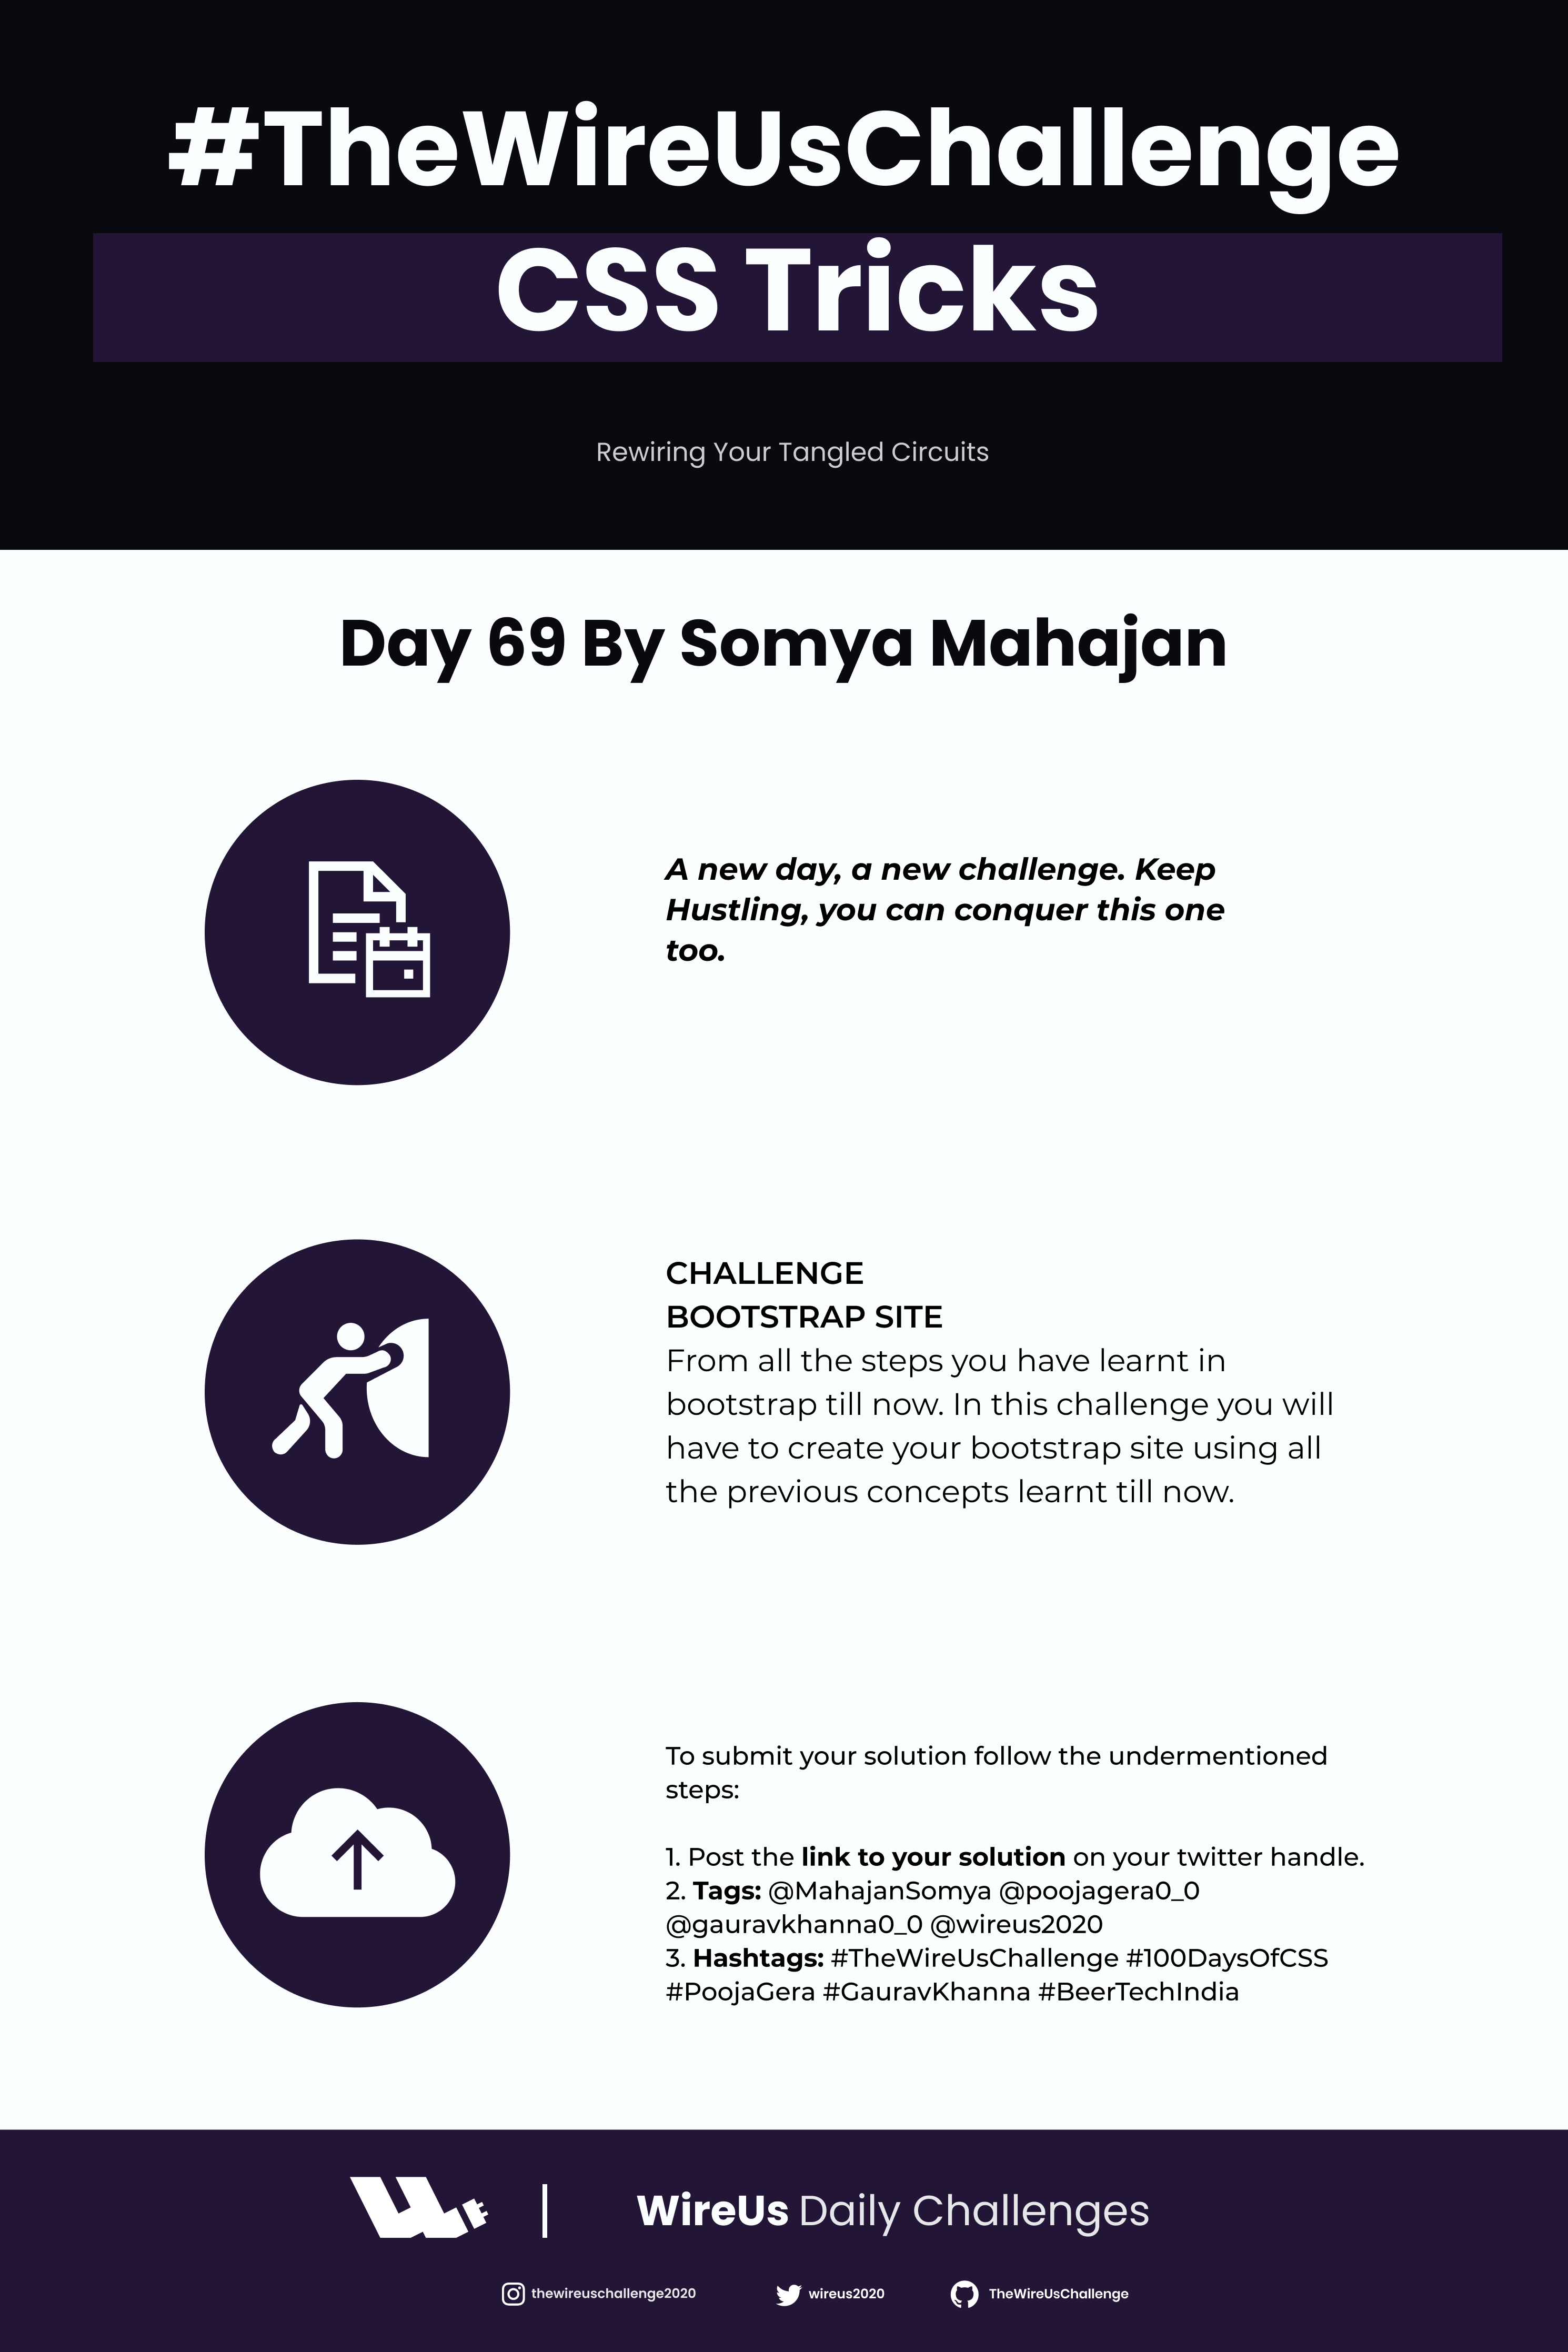 #TheWireUsChallenge
CSS Tricks
Rewiring Your Tangled Circuits
Day 69 By Somya Mahajan
A new day, a new challenge. Keep
Hustling, you can conquer this one
too.
CHALLENGE
BOOTSTRAP SITE
From all the steps you have learnt in
bootstrap till now. In this challenge you will
have to create your bootstrap site using all
the previous concepts learnt till now.
To submit your solution follow the undermentioned
steps:
1. Post the link to your solution on your twitter handle.
2. Tags: @MahajanSomya @poojagera0_0
@gauravkhanna0_0 @wireus2020
3. Hashtags: #TheWireUsChallenge #100DaysOfCSS
#PoojaGera #GauravKhanna #BeerTechIndia
WireUs Daily Challenges
thewireuschallenge2020 wireus2020 TheWireUsChallenge